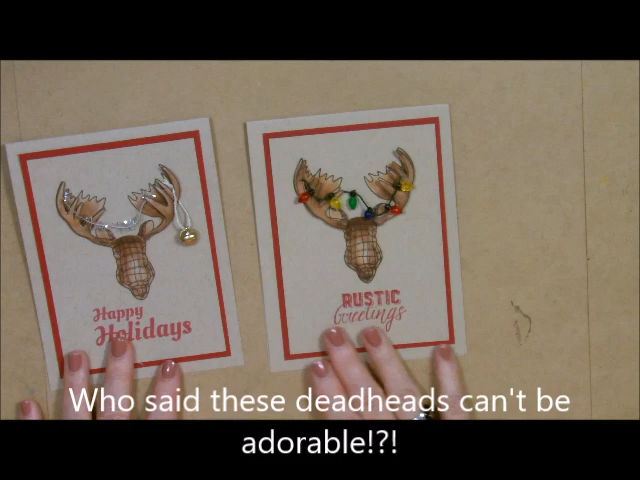 Happy
Holidays
RUSTIC
Greetings
Who said these deadheads can't be
adorable!?!